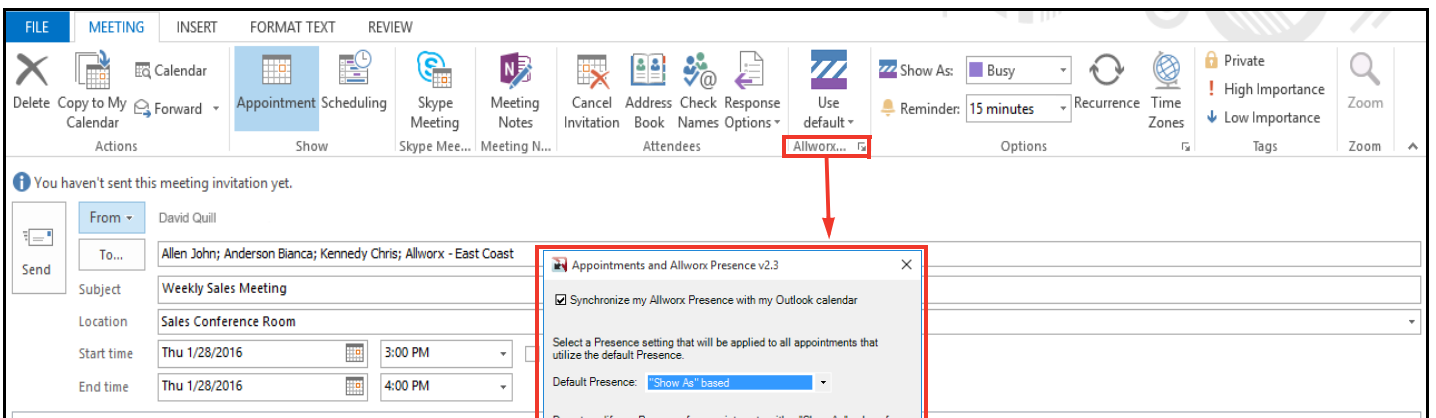 FILE MEETING INSERT FORMAT TEXT REVIEW
Delete Copy to My Calendar Calendar Forward Appointment Scheduling Skype Meeting Meeting Notes Cancel Invitation Address Book Check Names Response Options Use default Show As: Busy Reminder: 15 minutes Recurrence Time Zones Private High Importance Low Importance Zoom
Actions Show Skype Mee... Meeting N... Attendees Allworx... Options Tags Zoom
You haven't sent this meeting invitation yet.
From David Quill
Send
To... Allen John; Anderson Bianca; Kennedy Chris; Allworx - East Coast
Subject Weekly Sales Meeting
Location Sales Conference Room
Start time Thu 1/28/2016 3:00 PM
End time Thu 1/28/2016 4:00 PM
Appointments and Allworx Presence v2.3
Synchronize my Allworx Presence with my Outlook calendar
Select a Presence setting that will be applied to all appointments that
utilize the default Presence.
Default Presence: "Show As" based